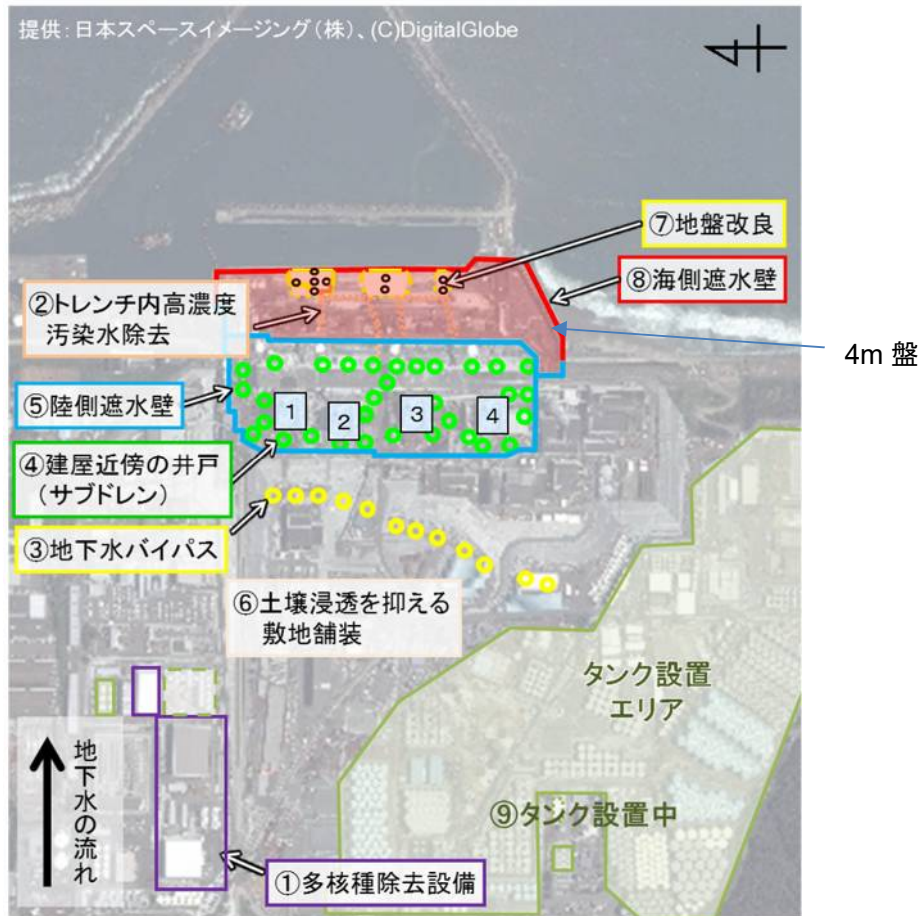 提供：日本スペースイメージング（株）、(C)DigitalGlobe
⑦地盤改良
⑧海側遮水壁
②トレンチ内高濃度
汚染水除去
4m 盤
⑤陸側遮水壁
1
2
3
4
④建屋近傍の井戸
（サブドレン）
③地下水バイパス
⑥土壌浸透を抑える
敷地舗装
タンク設置
エリア
地下水の流れ
⑨タンク設置中
①多核種除去設備